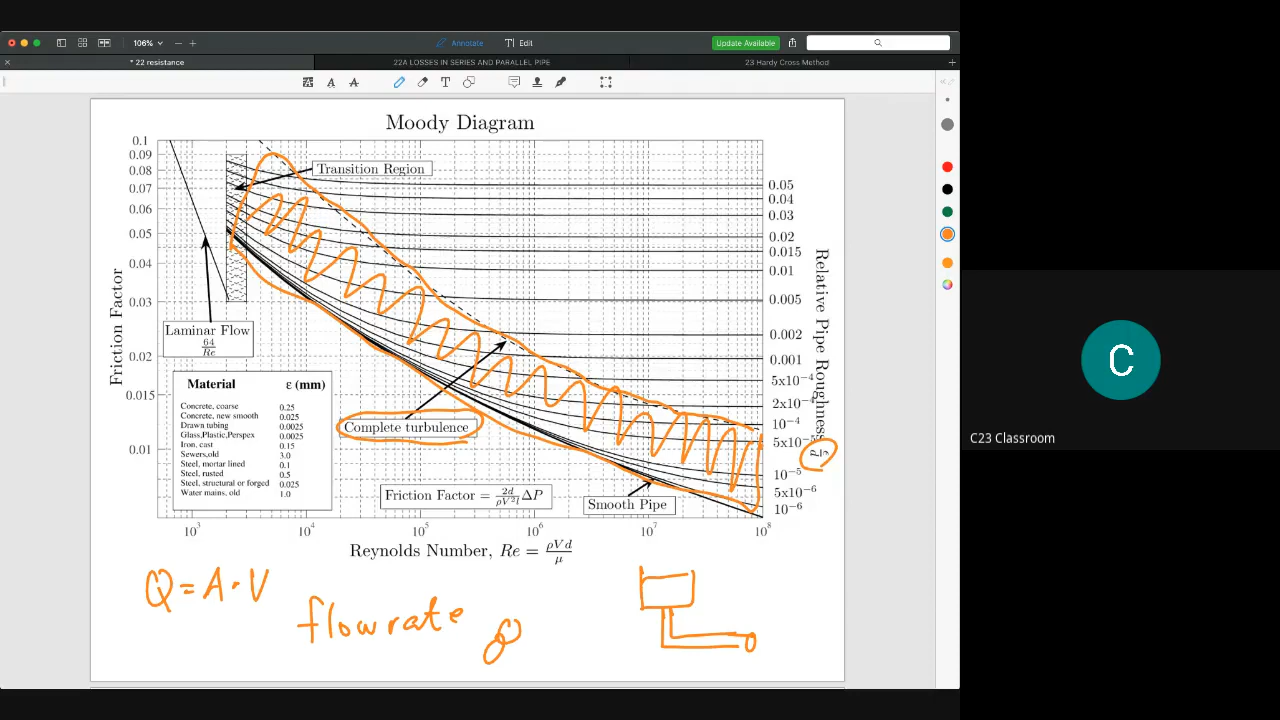 106%
Annotate
Edit
Update Available
* 22 resistance
22A LOSSES IN SERIES AND PARALLEL PIPE
23 Hardy Cross Method
Moody Diagram
Transition Region
Laminar Flow
64/Re
Complete turbulence
Smooth Pipe
Friction Factor = 2d/ρV²l ΔP
Friction Factor
0.1
0.09
0.08
0.07
0.06
0.05
0.04
0.03
0.02
0.015
0.01
Material ε (mm)
Concrete, coarse 0.25
Concrete, new smooth 0.025
Drawn tubing 0.0025
Glass,Plastic,Perspex 0.0025
Iron, cast 0.15
Sewers,old 3.0
Steel, mortar lined 0.1
Steel, rusted 0.5
Steel, structural or forged 0.025
Water mains, old 1.0
0.05
0.04
0.03
0.02
0.015
0.01
0.005
0.002
0.001
5x10⁻⁴
2x10⁻⁴
10⁻⁴
5x10⁻⁵
10⁻⁵
5x10⁻⁶
10⁻⁶
Relative Pipe Roughness ε/d
10³ 10⁴ 10⁵ 10⁶ 10⁷ 10⁸
Reynolds Number, Re = ρVd/μ
Q = A · V
flowrate
C
C23 Classroom